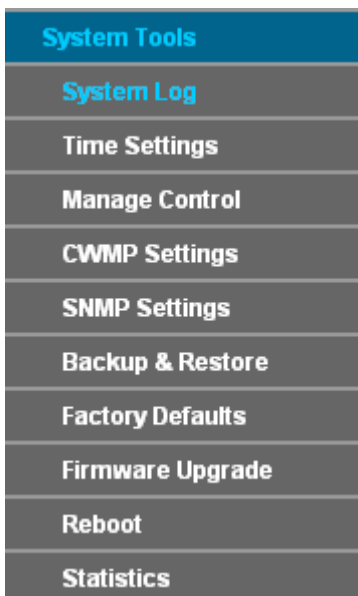 System Tools
System Log
Time Settings
Manage Control
CWMP Settings
SNMP Settings
Backup & Restore
Factory Defaults
Firmware Upgrade
Reboot
Statistics